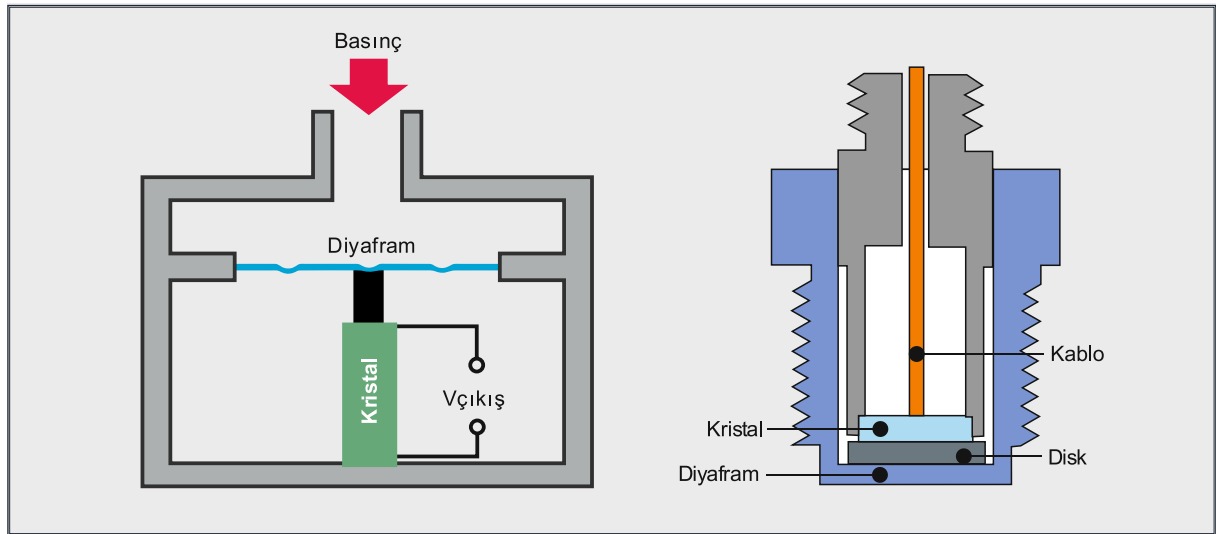 Basınç
Diyafram
Kristal
Vçıkış
Kablo
Kristal
Disk
Diyafram